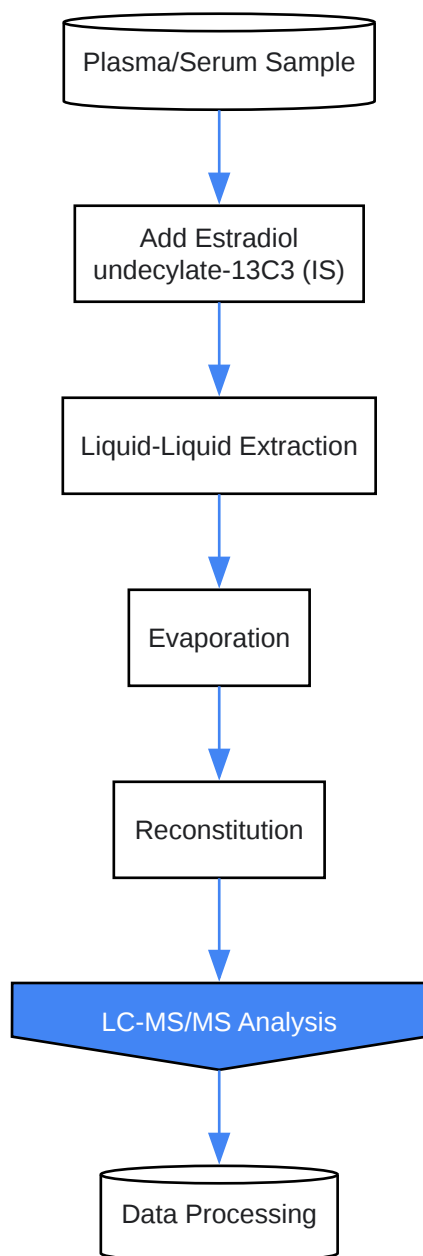 Plasma/Serum Sample
Add Estradiol
undecylate-13C3 (IS)
Liquid-Liquid Extraction
Evaporation
Reconstitution
LC-MS/MS Analysis
Data Processing